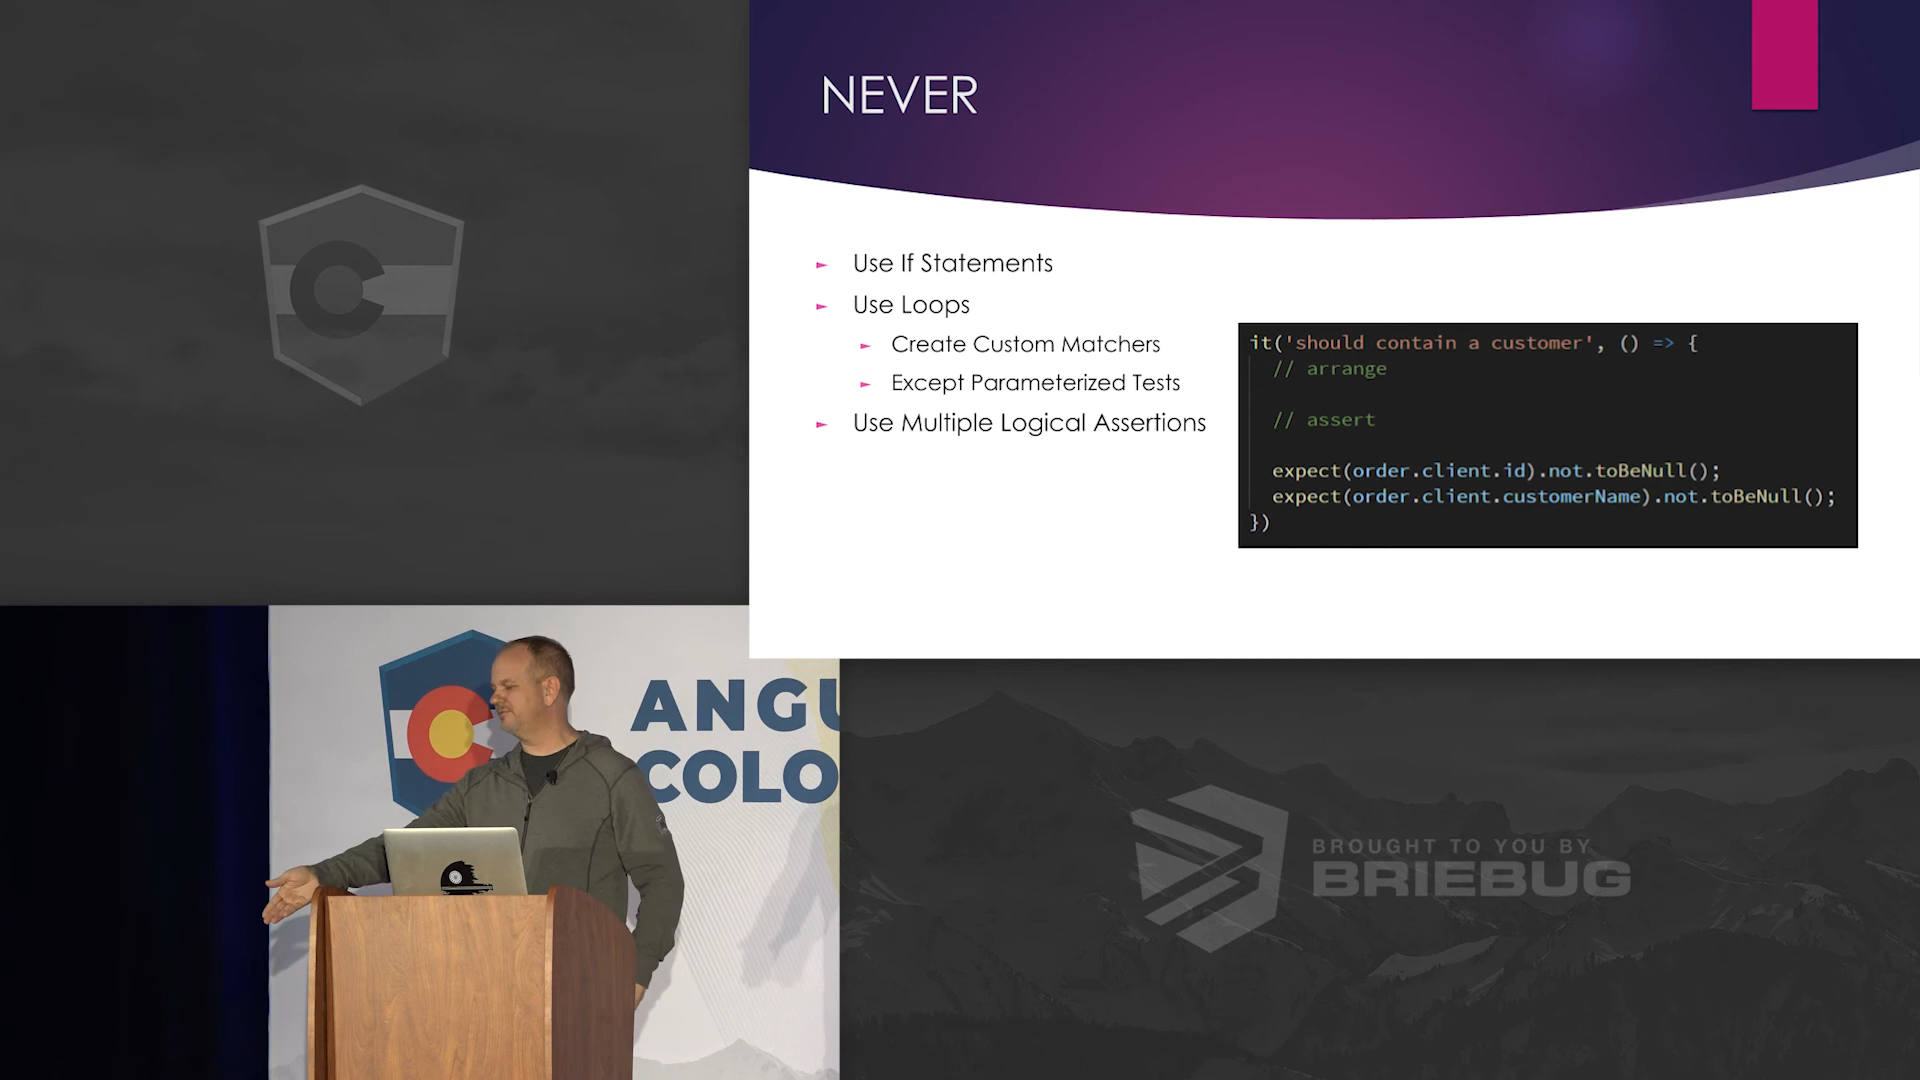 NEVER
► Use If Statements
► Use Loops
► Create Custom Matchers
► Except Parameterized Tests
► Use Multiple Logical Assertions
it('should contain a customer', () => {
// arrange
// assert
expect(order.client.id).not.toBeNull();
expect(order.client.customerName).not.toBeNull();
})
C
C
ANGU
COLO
BROUGHT TO YOU BY
BRIEBUG